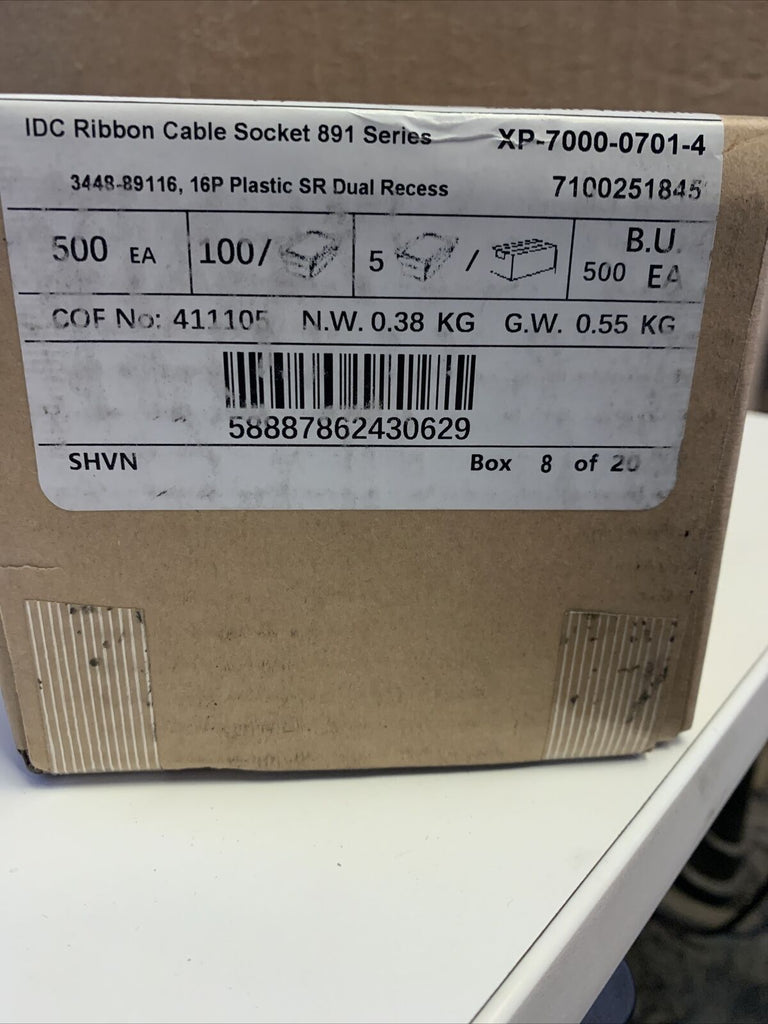 IDC Ribbon Cable Socket 891 Series XP-7000-0701-4
3448-89116, 16P Plastic SR Dual Recess 7100251845
500 EA 100/ 5 / B.U.
500 EA
COF No: 411105 N.W. 0.38 KG G.W. 0.55 KG
58887862430629
SHVN Box 8 of 20